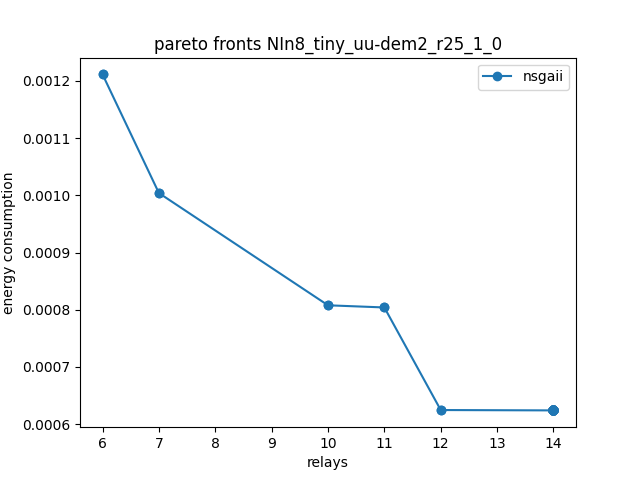 pareto fronts NIn8_tiny_uu-dem2_r25_1_0
nsgaii
energy consumption
0.0012
0.0011
0.0010
0.0009
0.0008
0.0007
0.0006
6 7 8 9 10 11 12 13 14
relays